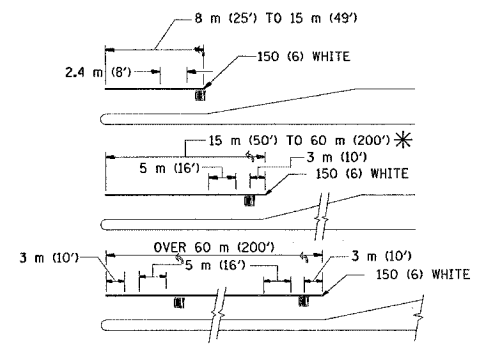 8 m (25') TO 15 m (49')
150 (6) WHITE
2.4 m (8')
15 m (50') TO 60 m (200') *
5 m (16')
3 m (10')
150 (6) WHITE
OVER 60 m (200')
3 m (10')
5 m (16')
3 m (10')
150 (6) WHITE